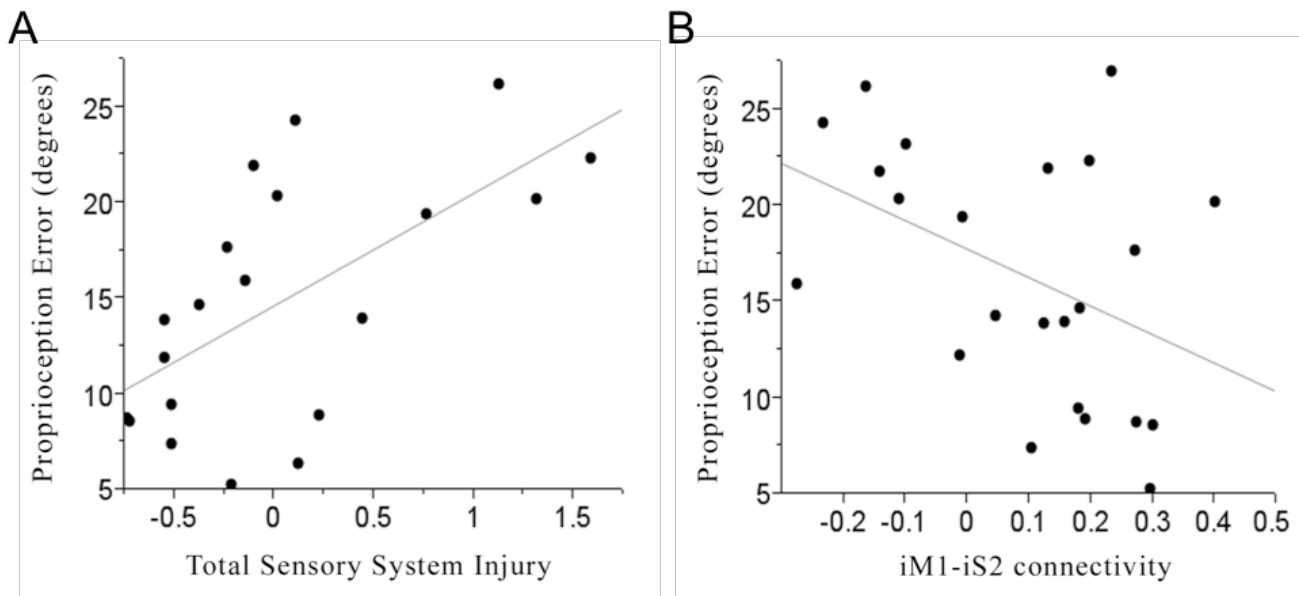 A
Proprioception Error (degrees)
25
20
15
10
5
-0.5 0 0.5 1 1.5
Total Sensory System Injury
B
Proprioception Error (degrees)
25
20
15
10
5
-0.2 -0.1 0 0.1 0.2 0.3 0.4 0.5
iM1-iS2 connectivity